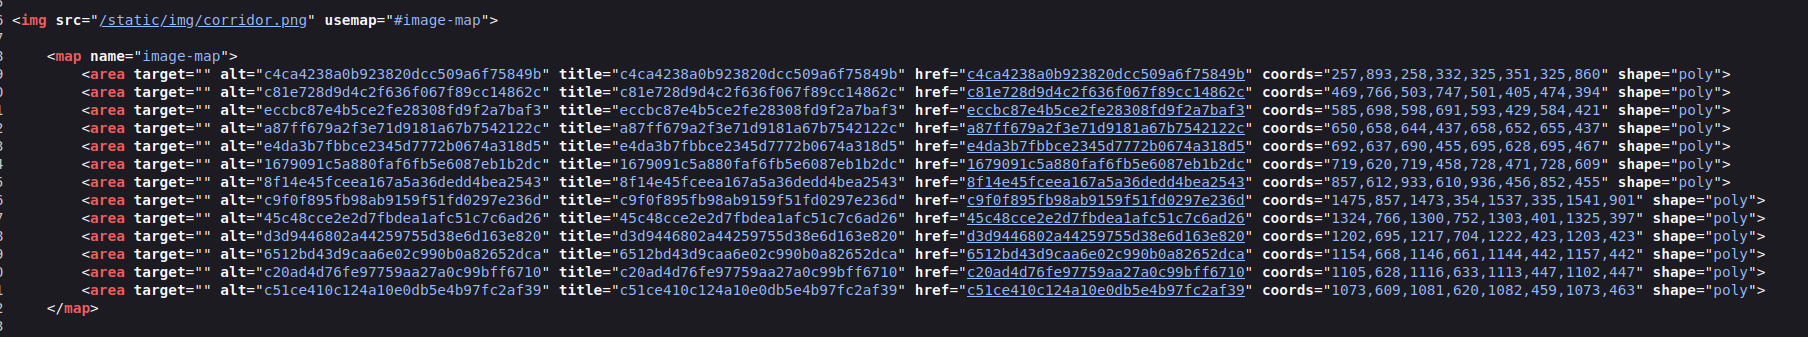 <img src="/static/img/corridor.png" usemap="#image-map">
<map name="image-map">
<area target="" alt="c4ca4238a0b923820dcc509a6f75849b" title="c4ca4238a0b923820dcc509a6f75849b" href="c4ca4238a0b923820dcc509a6f75849b" coords="257,893,258,332,325,351,325,860" shape="poly">
<area target="" alt="c81e728d9d4c2f636f067f89cc14862c" title="c81e728d9d4c2f636f067f89cc14862c" href="c81e728d9d4c2f636f067f89cc14862c" coords="469,766,503,747,501,405,474,394" shape="poly">
<area target="" alt="eccbc87e4b5ce2fe28308fd9f2a7baf3" title="eccbc87e4b5ce2fe28308fd9f2a7baf3" href="eccbc87e4b5ce2fe28308fd9f2a7baf3" coords="585,698,598,691,593,429,584,421" shape="poly">
<area target="" alt="a87ff679a2f3e71d9181a67b7542122c" title="a87ff679a2f3e71d9181a67b7542122c" href="a87ff679a2f3e71d9181a67b7542122c" coords="650,658,644,437,658,652,655,437" shape="poly">
<area target="" alt="e4da3b7fbbce2345d7772b0674a318d5" title="e4da3b7fbbce2345d7772b0674a318d5" href="e4da3b7fbbce2345d7772b0674a318d5" coords="692,637,690,455,695,628,695,467" shape="poly">
<area target="" alt="1679091c5a880faf6fb5e6087eb1b2dc" title="1679091c5a880faf6fb5e6087eb1b2dc" href="1679091c5a880faf6fb5e6087eb1b2dc" coords="719,620,719,458,728,471,728,609" shape="poly">
<area target="" alt="8f14e45fceea167a5a36dedd4bea2543" title="8f14e45fceea167a5a36dedd4bea2543" href="8f14e45fceea167a5a36dedd4bea2543" coords="857,612,933,610,936,456,852,455" shape="poly">
<area target="" alt="c9f0f895fb98ab9159f51fd0297e236d" title="c9f0f895fb98ab9159f51fd0297e236d" href="c9f0f895fb98ab9159f51fd0297e236d" coords="1475,857,1473,354,1537,335,1541,901" shape="poly">
<area target="" alt="45c48cce2e2d7fbdea1afc51c7c6ad26" title="45c48cce2e2d7fbdea1afc51c7c6ad26" href="45c48cce2e2d7fbdea1afc51c7c6ad26" coords="1324,766,1300,752,1303,401,1325,397" shape="poly">
<area target="" alt="d3d9446802a44259755d38e6d163e820" title="d3d9446802a44259755d38e6d163e820" href="d3d9446802a44259755d38e6d163e820" coords="1202,695,1217,704,1222,423,1203,423" shape="poly">
<area target="" alt="6512bd43d9caa6e02c990b0a82652dca" title="6512bd43d9caa6e02c990b0a82652dca" href="6512bd43d9caa6e02c990b0a82652dca" coords="1154,668,1146,661,1144,442,1157,442" shape="poly">
<area target="" alt="c20ad4d76fe97759aa27a0c99bff6710" title="c20ad4d76fe97759aa27a0c99bff6710" href="c20ad4d76fe97759aa27a0c99bff6710" coords="1105,628,1116,633,1113,447,1102,447" shape="poly">
<area target="" alt="c51ce410c124a10e0db5e4b97fc2af39" title="c51ce410c124a10e0db5e4b97fc2af39" href="c51ce410c124a10e0db5e4b97fc2af39" coords="1073,609,1081,620,1082,459,1073,463" shape="poly">
</map>